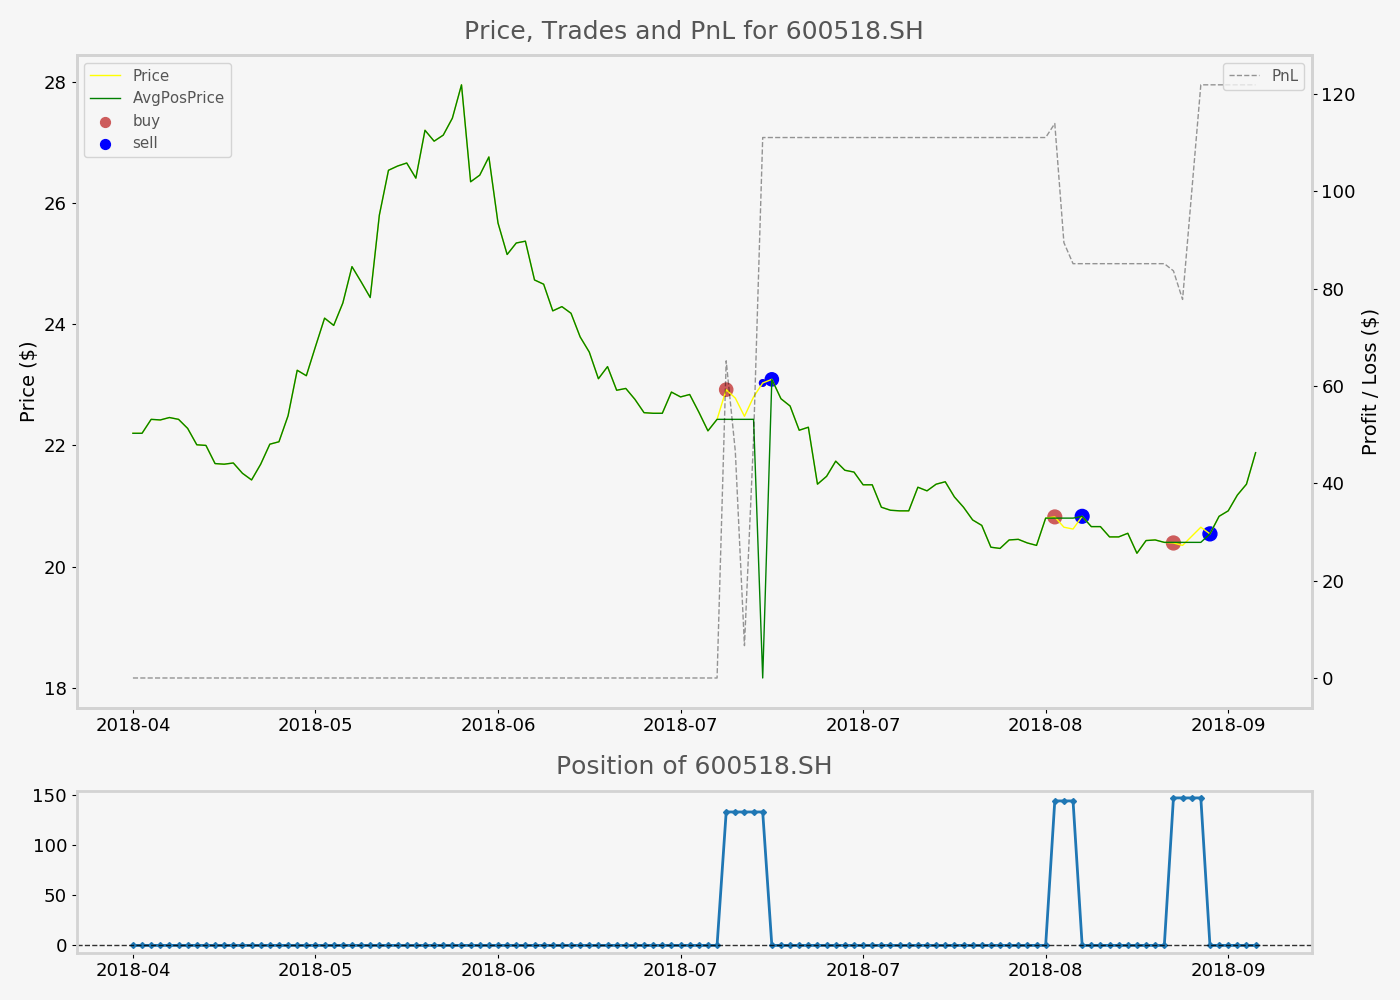 Price, Trades and PnL for 600518.SH
Price
AvgPosPrice
buy
sell
PnL
Price ($)
28
26
24
22
20
18
Profit / Loss ($)
120
100
80
60
40
20
0
2018-04 2018-05 2018-06 2018-07 2018-07 2018-08 2018-09
Position of 600518.SH
150
100
50
0
2018-04 2018-05 2018-06 2018-07 2018-07 2018-08 2018-09